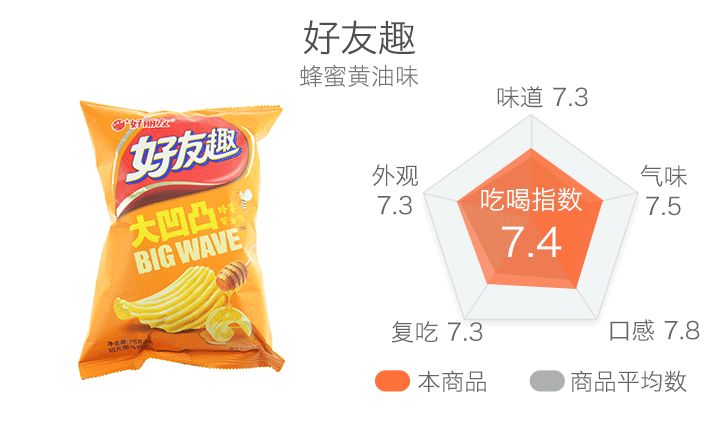 好友趣
蜂蜜黄油味
好丽友
好友趣
大凹凸
BIG WAVE
TM
味道 7.3
外观
7.3
气味
7.5
吃喝指数
7.4
复吃 7.3
口感 7.8
本商品
商品平均数